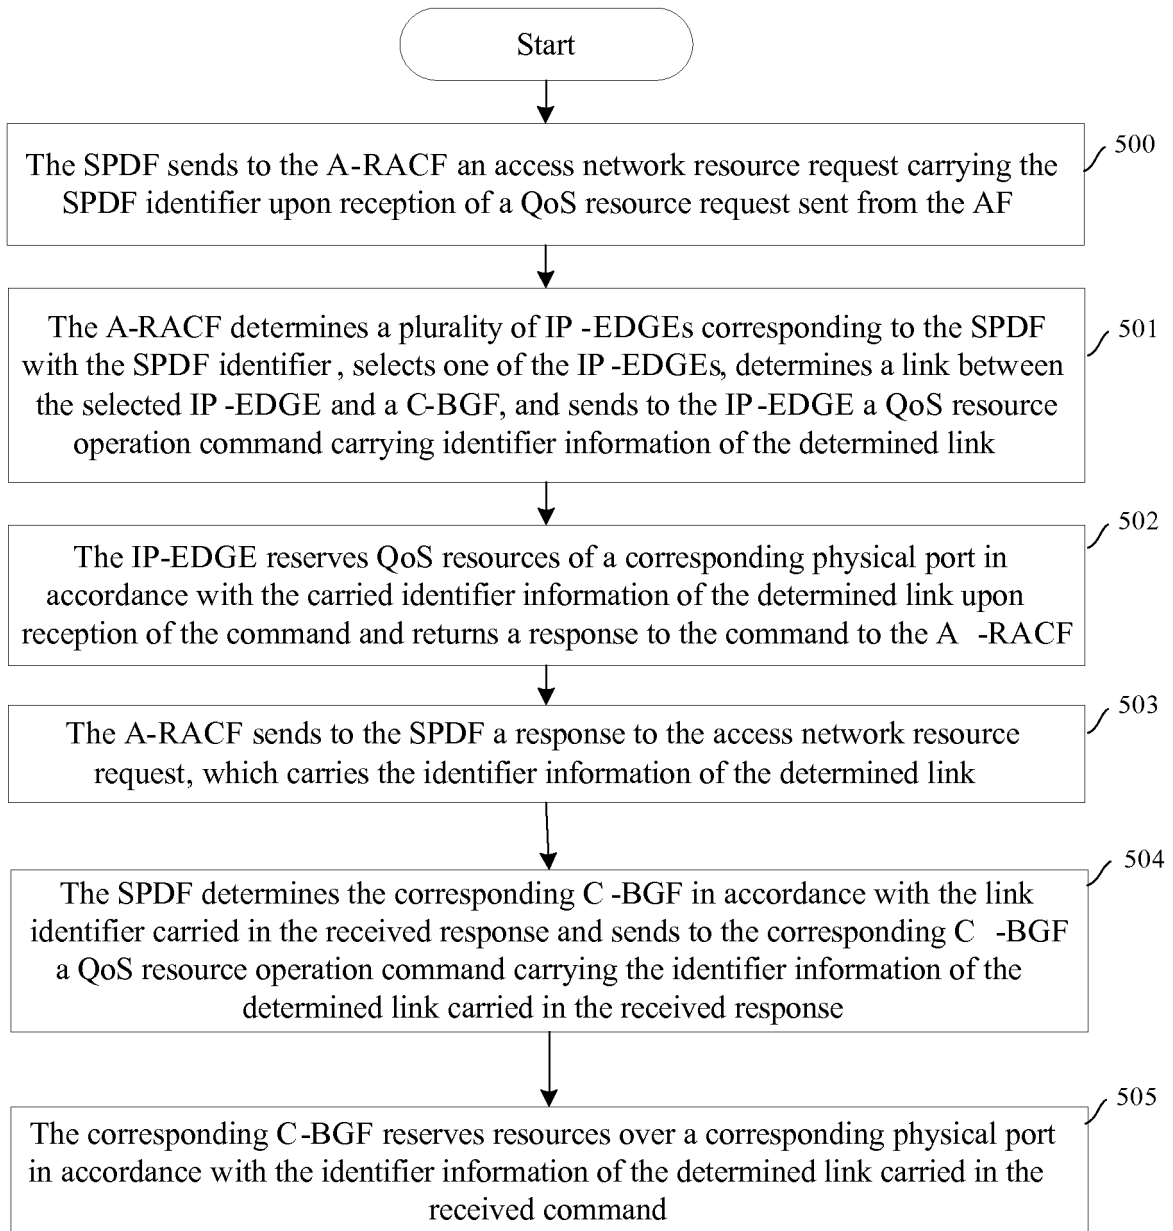 Start
The SPDF sends to the A-RACF an access network resource request carrying the
SPDF identifier upon reception of a QoS resource request sent from the AF
500
The A-RACF determines a plurality of IP -EDGEs corresponding to the SPDF
with the SPDF identifier , selects one of the IP -EDGEs, determines a link between
the selected IP -EDGE and a C-BGF, and sends to the IP -EDGE a QoS resource
operation command carrying identifier information of the determined link
501
The IP-EDGE reserves QoS resources of a corresponding physical port in
accordance with the carried identifier information of the determined link upon
reception of the command and returns a response to the command to the A -RACF
502
The A-RACF sends to the SPDF a response to the access network resource
request, which carries the identifier information of the determined link
503
The SPDF determines the corresponding C -BGF in accordance with the link
identifier carried in the received response and sends to the corresponding C -BGF
a QoS resource operation command carrying the identifier information of the
determined link carried in the received response
504
The corresponding C-BGF reserves resources over a corresponding physical port
in accordance with the identifier information of the determined link carried in the
received command
505